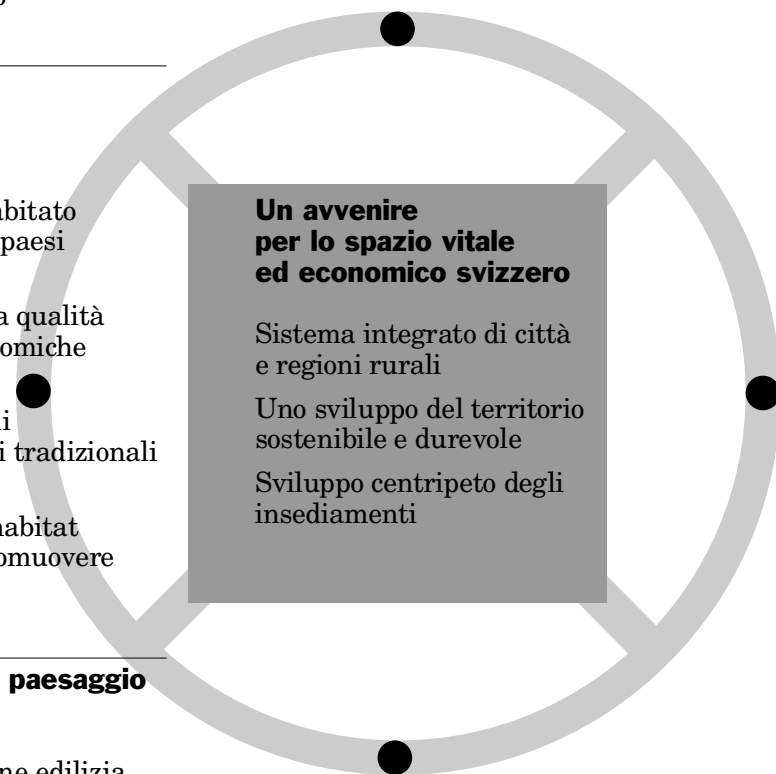 abitato
paesi
a qualità
omiche
i tradizionali
habitat
omuovere
paesaggio
ne edilizia
Un avvenire
per lo spazio vitale
ed economico svizzero
Sistema integrato di città
e regioni rurali
Uno sviluppo del territorio
sostenibile e durevole
Sviluppo centripeto degli
insediamenti